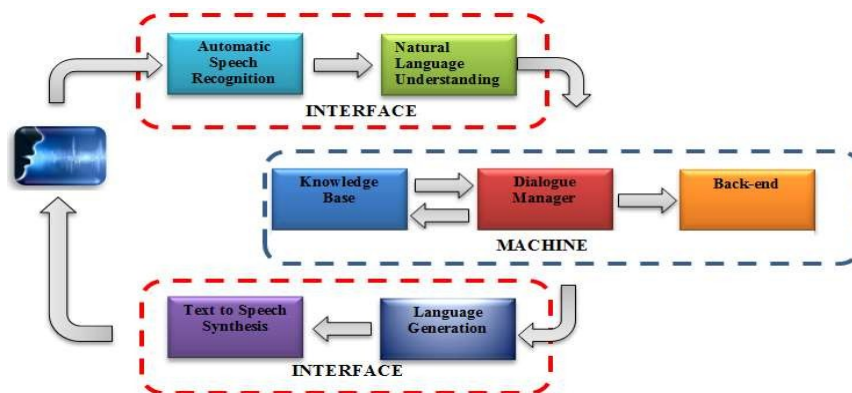 Automatic
Speech
Recognition
Natural
Language
Understanding
INTERFACE
Knowledge
Base
Dialogue
Manager
Back-end
MACHINE
Text to Speech
Synthesis
Language
Generation
INTERFACE